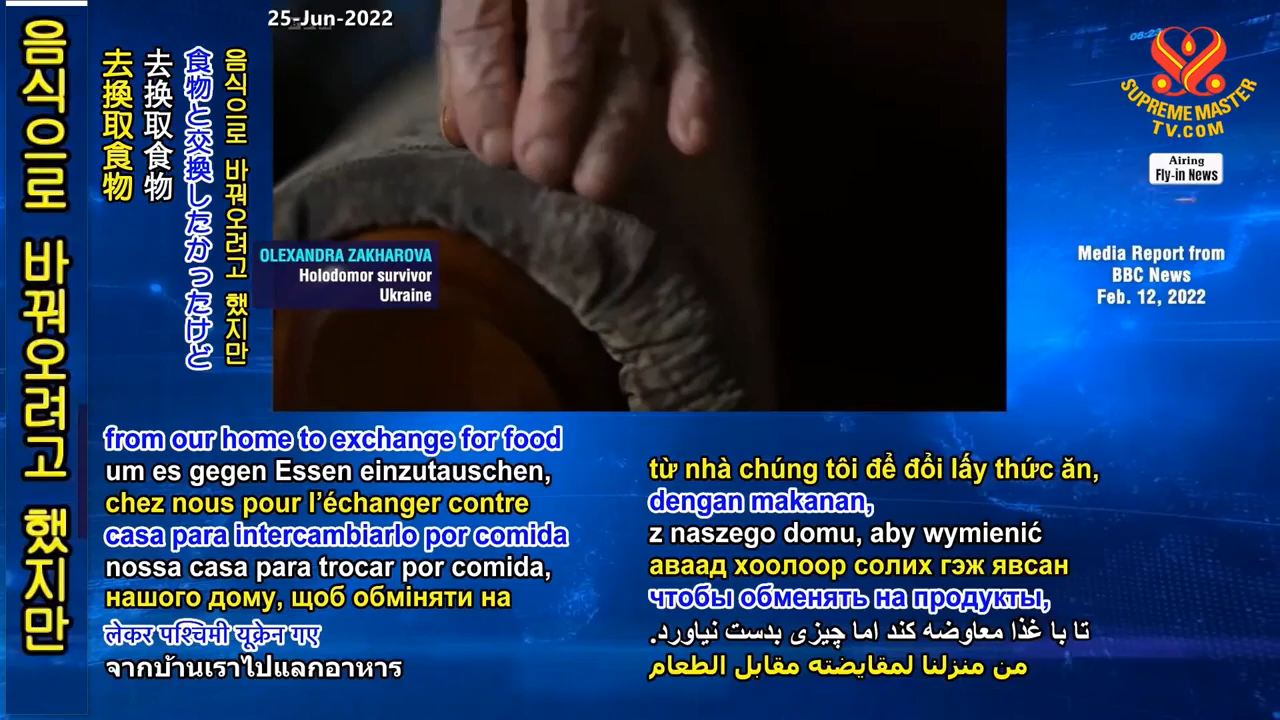 음식으로 바꿔오려고 했지만
去換取食物
去换取食物
食物と交換したかったけど
음식으로 바꿔오려고 했지만
25-Jun-2022
OLEXANDRA ZAKHAROVA
Holodomor survivor
Ukraine
SUPREME MASTER
TV.COM
Airing
Fly-in News
Media Report from
BBC News
Feb. 12, 2022
from our home to exchange for food
um es gegen Essen einzutauschen,
chez nous pour l’échanger contre
casa para intercambiarlo por comida
nossa casa para trocar por comida,
нашого дому, щоб обміняти на
लेकर पश्चिमी यूक्रेन गए
จากบ้านเราไปแลกอาหาร
từ nhà chúng tôi để đổi lấy thức ăn,
dengan makanan,
z naszego domu, aby wymienić
аваад хоолоор солих гэж явсан
чтобы обменять на продукты,
تا با غذا معاوضه کند اما چیزی بدست نیاورد.
من منزلنا لمقايضته مقابل الطعام